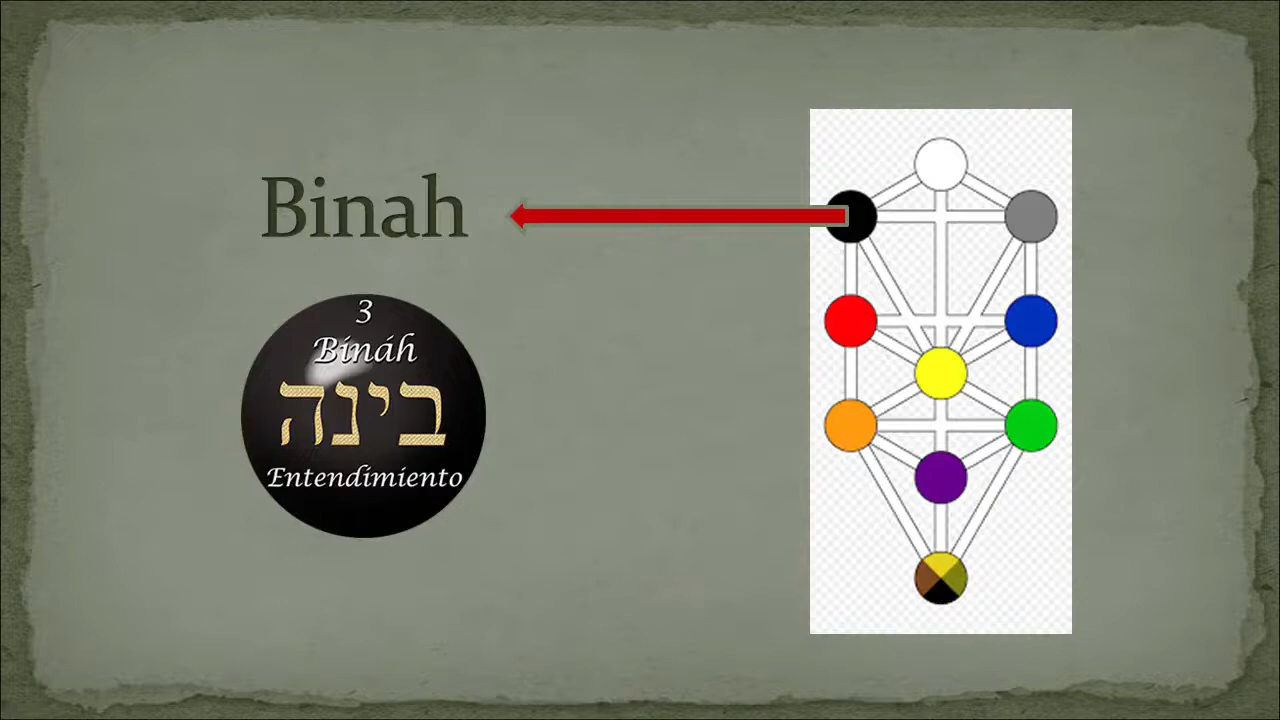 Binah
3
Bináh
בינה
Entendimiento